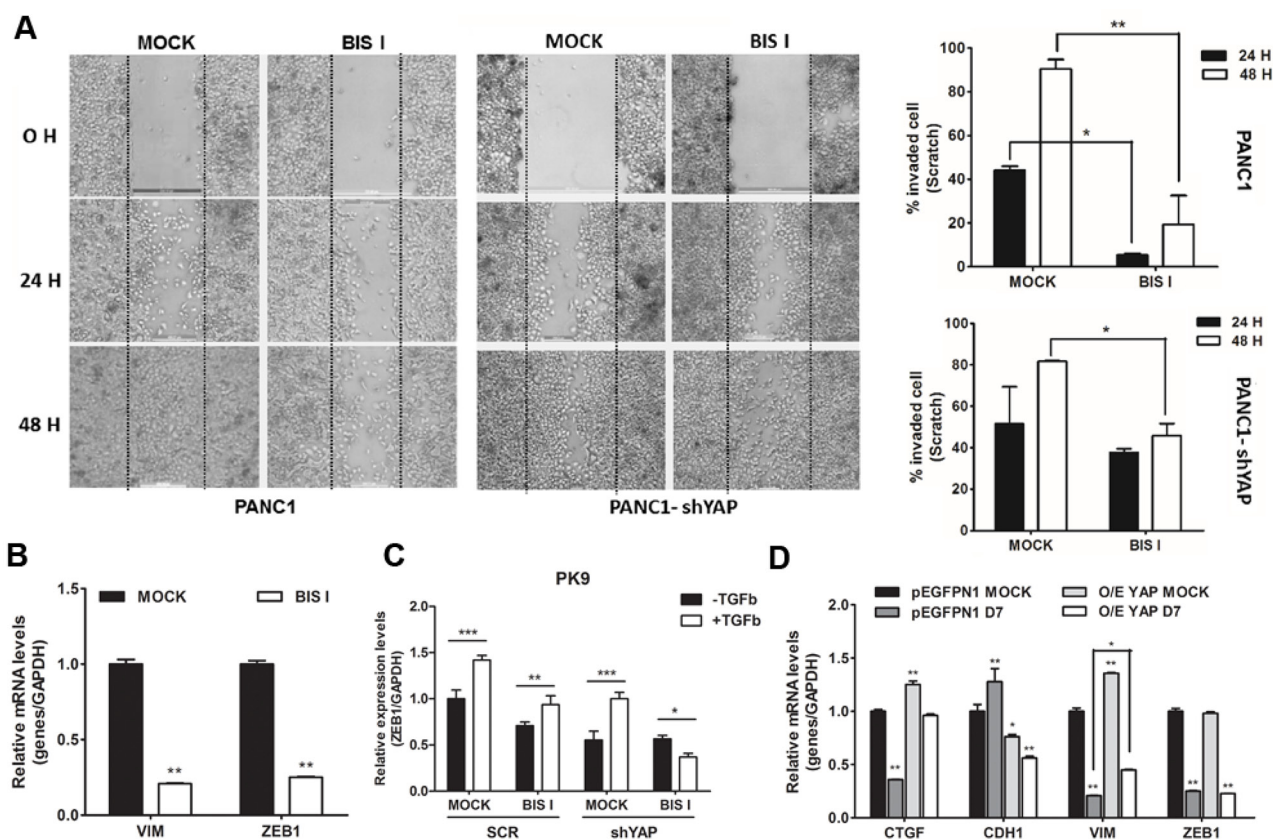 A
MOCK BIS I MOCK BIS I
O H
24 H
48 H
PANC1 PANC1- shYAP
**
*
24 H
48 H
100
80
60
40
20
0
% invaded cell
(Scratch)
MOCK BIS I
PANC1
*
24 H
48 H
100
80
60
40
20
0
% invaded cell
(Scratch)
MOCK BIS I
PANC1- shYAP
B
MOCK BIS I
1.5
1.0
0.5
0.0
Relative mRNA levels
(genes/GAPDH)
** **
VIM ZEB1
C
PK9
-TGFb
+TGFb
2.0
1.5
1.0
0.5
0.0
Relative expression levels
(ZEB1/GAPDH)
*** ** *** *
MOCK BIS I MOCK BIS I
SCR shYAP
D
pEGFPN1 MOCK O/E YAP MOCK
pEGFPN1 D7 O/E YAP D7
2.0
1.5
1.0
0.5
0.0
Relative mRNA levels
(genes/GAPDH)
** ** ** * ** ** ** * ** **
CTGF CDH1 VIM ZEB1